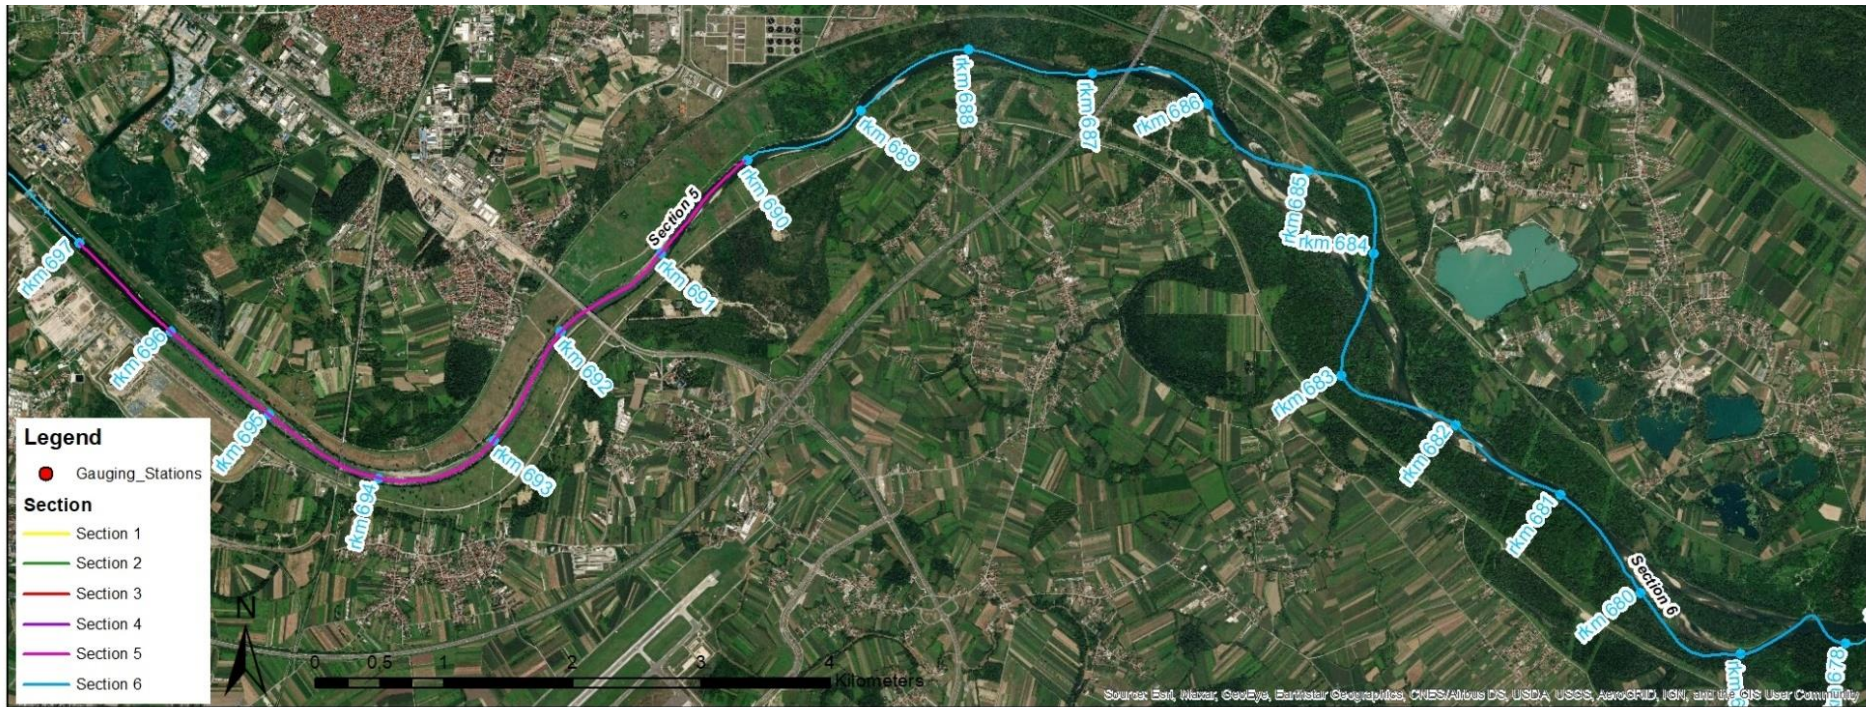 rkm 697
rkm 696
rkm 695
rkm 694
rkm 693
rkm 692
rkm 691
Section 5
rkm 690
rkm 689
rkm 688
rkm 687
rkm 686
rkm 685
rkm 684
rkm 683
rkm 682
rkm 681
rkm 680
Section 6
Legend
Gauging_Stations
Section
Section 1
Section 2
Section 3
Section 4
Section 5
Section 6
N
0 0.5 1 2 3 4
Kilometers
Source: Esri, Maxar, GeoEye, Earthstar Geographics, CNES/Airbus DS, USDA, USGS, AeroGRID, IGN, and the GIS User Community